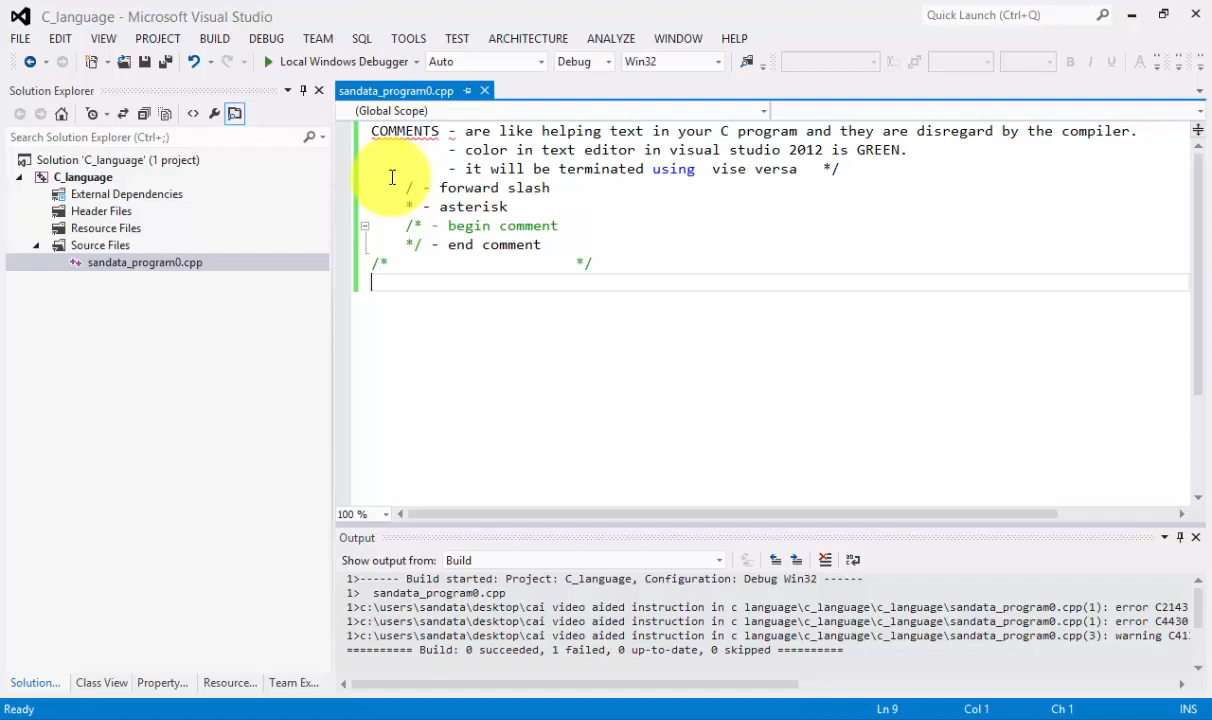 C_language - Microsoft Visual Studio
Quick Launch (Ctrl+Q)
FILE EDIT VIEW PROJECT BUILD DEBUG TEAM SQL TOOLS TEST ARCHITECTURE ANALYZE WINDOW HELP
Local Windows Debugger Auto Debug Win32
Solution Explorer
Search Solution Explorer (Ctrl+;)
Solution 'C_language' (1 project)
C_language
External Dependencies
Header Files
Resource Files
Source Files
sandata_program0.cpp
Solution... Class View Property... Resource... Team Ex...
sandata_program0.cpp
(Global Scope)
COMMENTS - are like helping text in your C program and they are disregard by the compiler.
- color in text editor in visual studio 2012 is GREEN.
- it will be terminated using vise versa */
/ - forward slash
* - asterisk
/* - begin comment
*/ - end comment
/* */
100 %
Output
Show output from: Build
1>------ Build started: Project: C_language, Configuration: Debug Win32 ------
1> sandata_program0.cpp
1>c:\users\sandata\desktop\cai video aided instruction in c language\c_language\c_language\sandata_program0.cpp(1): error C2143
1>c:\users\sandata\desktop\cai video aided instruction in c language\c_language\c_language\sandata_program0.cpp(1): error C4430
1>c:\users\sandata\desktop\cai video aided instruction in c language\c_language\c_language\sandata_program0.cpp(3): warning C41
========== Build: 0 succeeded, 1 failed, 0 up-to-date, 0 skipped ==========
Ready Ln 9 Col 1 Ch 1 INS